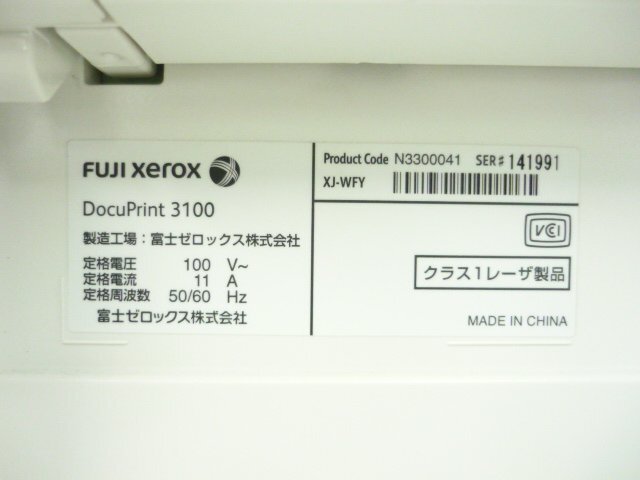 FUJI xerox
DocuPrint 3100
製造工場：富士ゼロックス株式会社
定格電圧 100 V~
定格電流 11 A
定格周波数 50/60 Hz
富士ゼロックス株式会社
Product Code N3300041 SER# 141991
XJ-WFY
VCI
クラス1レーザ製品
MADE IN CHINA